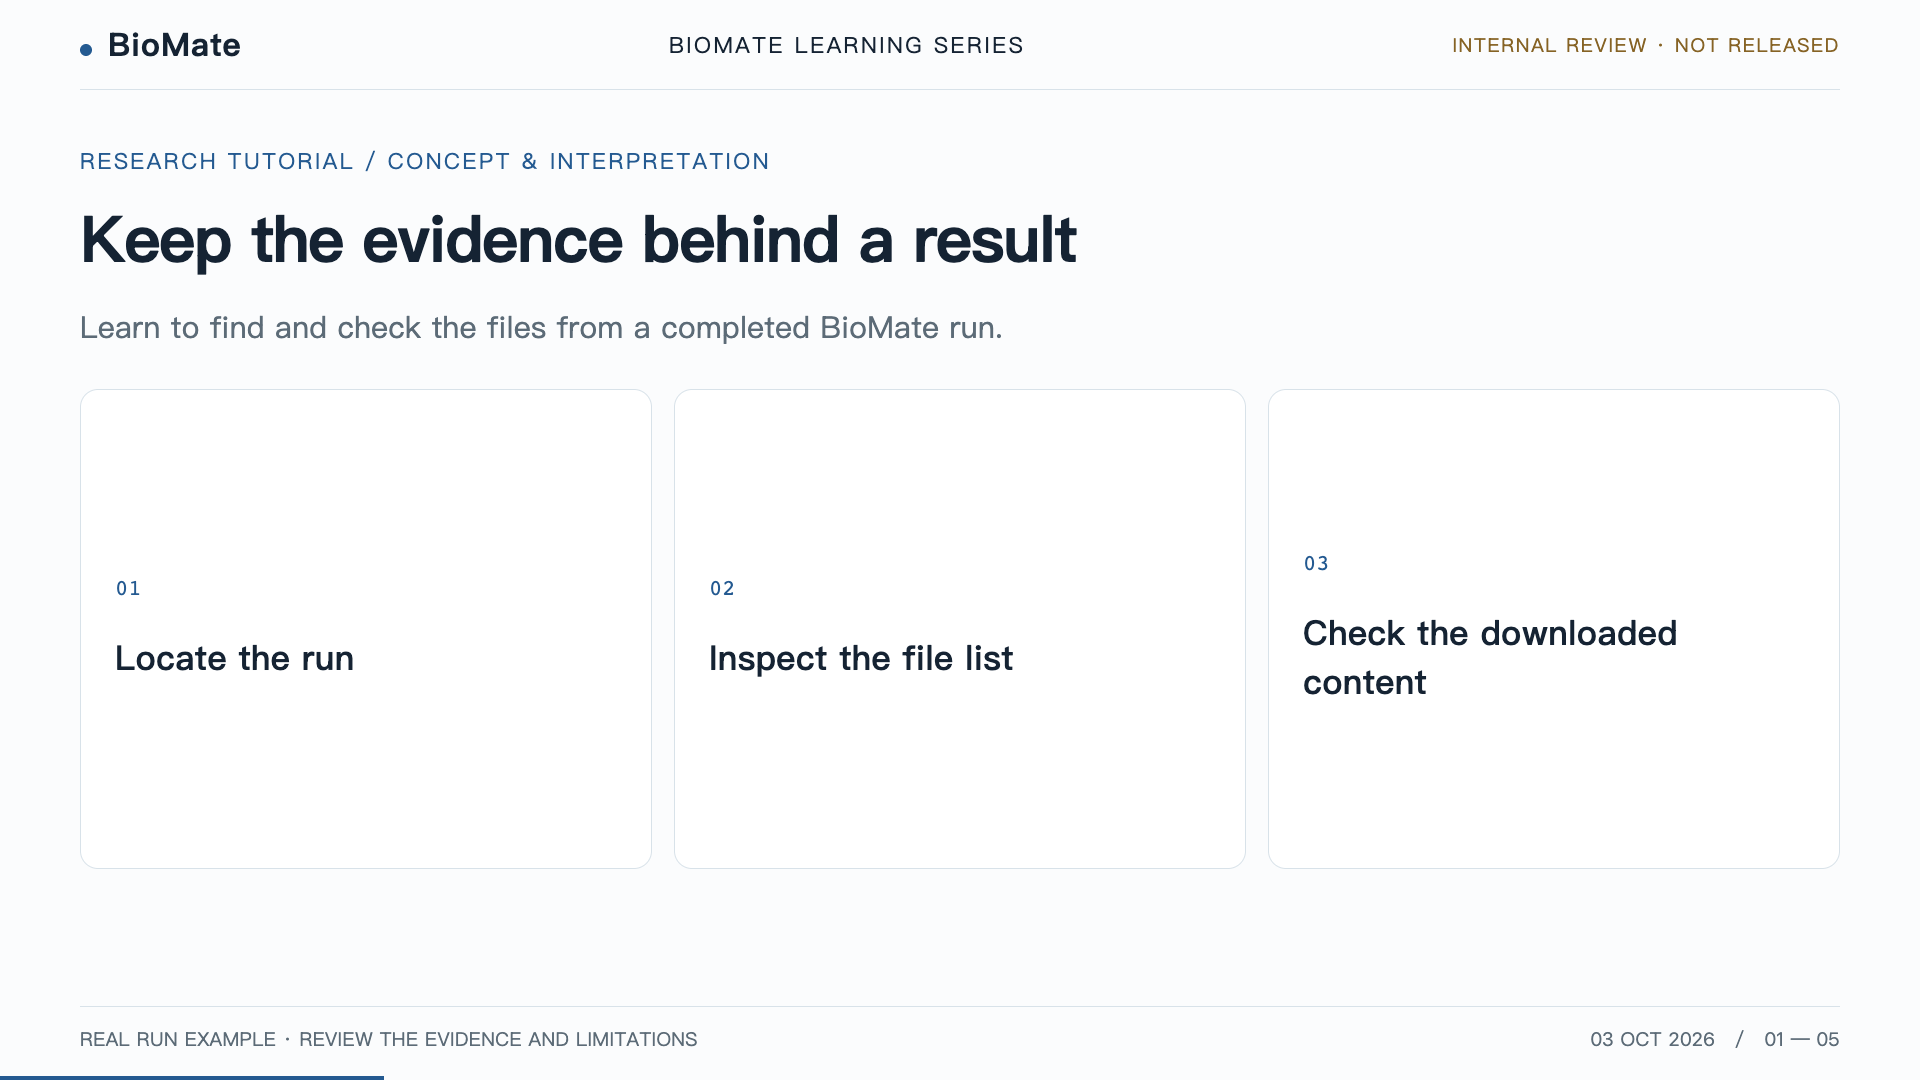 BioMate
BIOMATE LEARNING SERIES
INTERNAL REVIEW · NOT RELEASED
RESEARCH TUTORIAL / CONCEPT & INTERPRETATION
Keep the evidence behind a result
Learn to find and check the files from a completed BioMate run.
01
Locate the run
02
Inspect the file list
03
Check the downloaded
content
REAL RUN EXAMPLE · REVIEW THE EVIDENCE AND LIMITATIONS
03 OCT 2026 / 01 — 05